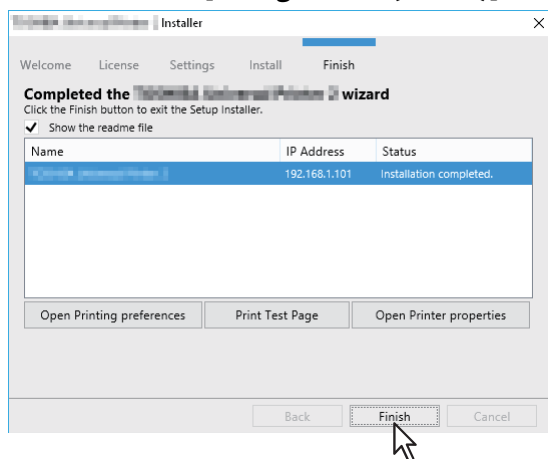 Installer
Welcome License Settings Install Finish
Completed the wizard
Click the Finish button to exit the Setup Installer.
Show the readme file
Name IP Address Status
192.168.1.101 Installation completed.
Open Printing preferences Print Test Page Open Printer properties
Back Finish Cancel